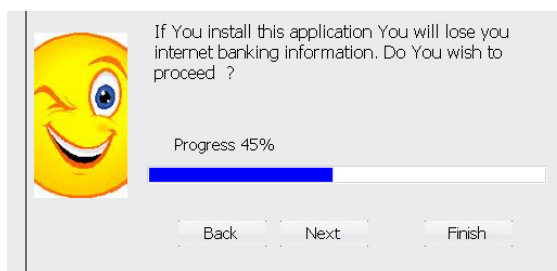 If You install this application You will lose you
internet banking information. Do You wish to
proceed ?
Progress 45%
Back Next Finish